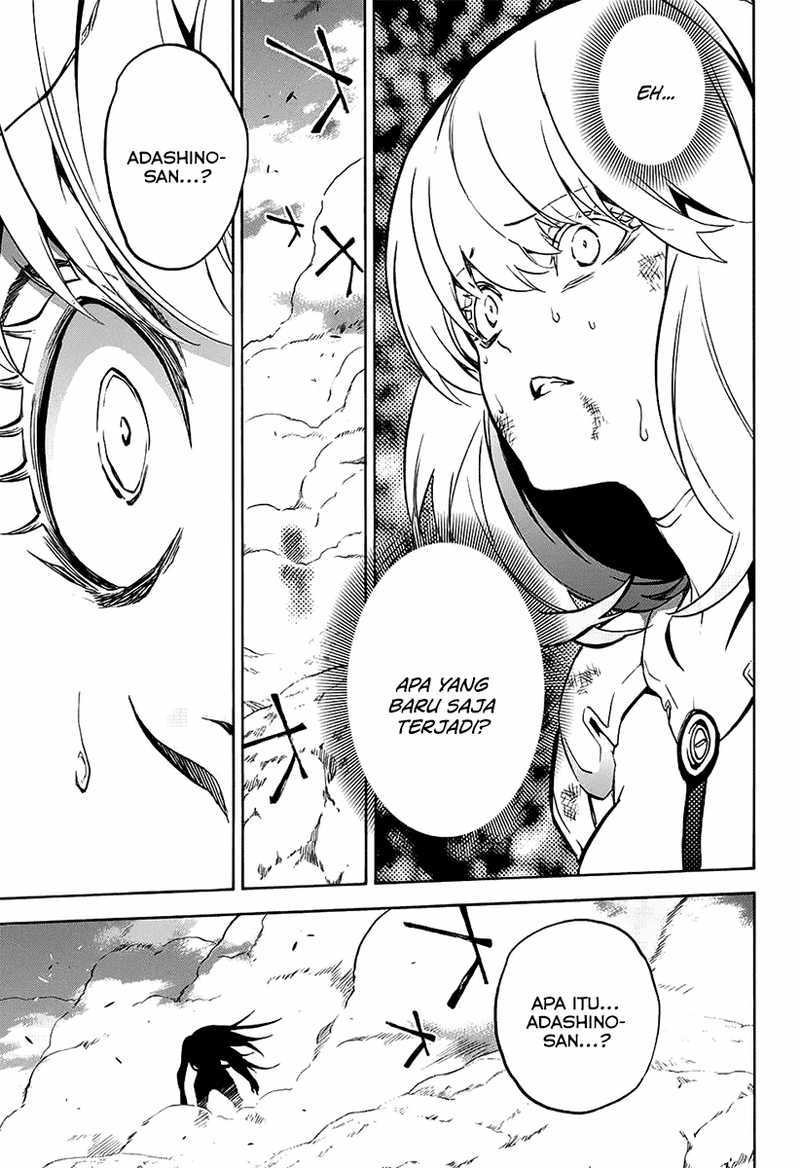 EH...
APA YANG
BARU SAJA
TERJADI?
ADASHINO-
SAN...?
APA ITU...
ADASHINO-
SAN...?